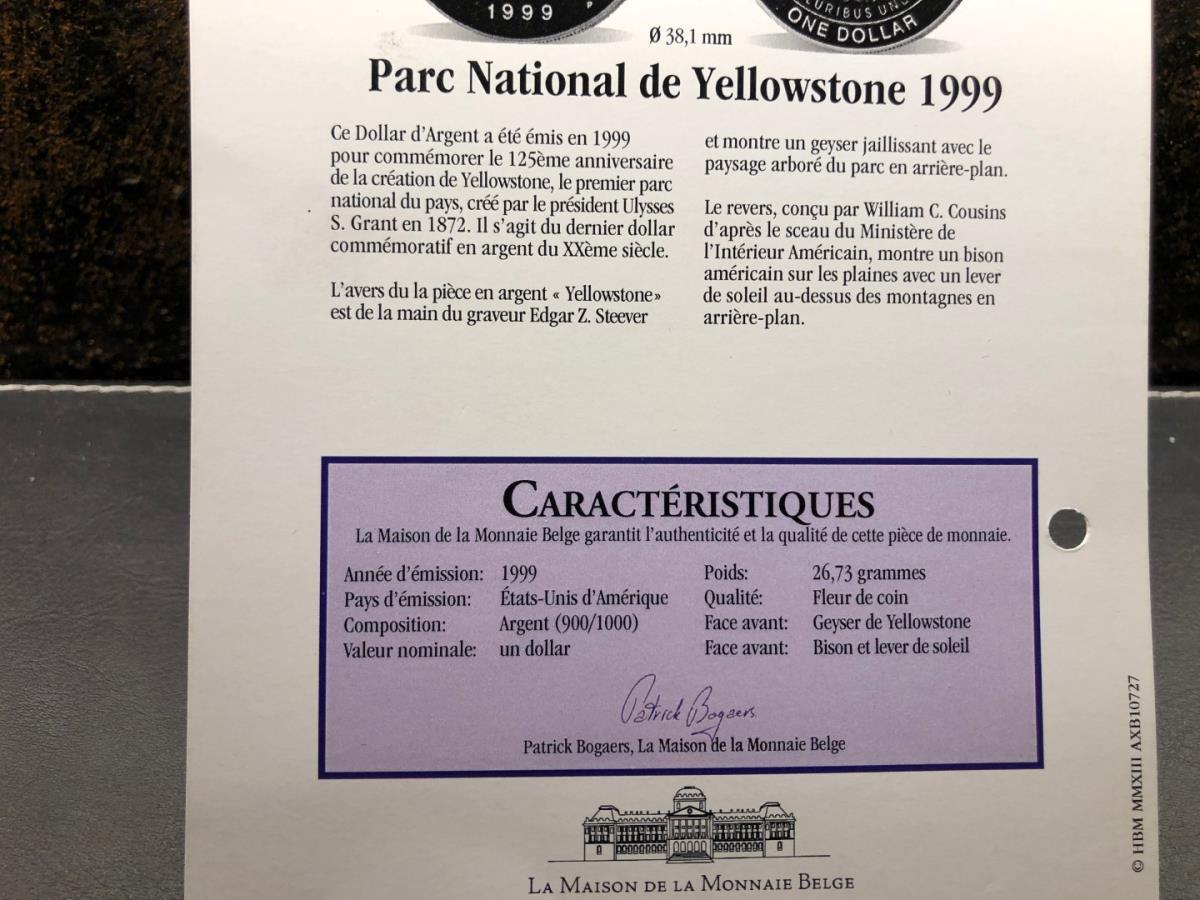 1999
P
PLURIBUS UNUM
ONE DOLLAR
Ø 38,1 mm
Parc National de Yellowstone 1999
Ce Dollar d'Argent a été émis en 1999
pour commémorer le 125ème anniversaire
de la création de Yellowstone, le premier parc
national du pays, créé par le président Ulysses
S. Grant en 1872. Il s'agit du dernier dollar
commémoratif en argent du XXème siècle.
L'avers du la pièce en argent « Yellowstone»
est de la main du graveur Edgar Z. Steever
et montre un geyser jaillissant avec le
paysage arboré du parc en arrière-plan.
Le revers, conçu par William C. Cousins
d'après le sceau du Ministère de
l'Intérieur Américain, montre un bison
américain sur les plaines avec un lever
de soleil au-dessus des montagnes en
arrière-plan.
CARACTÉRISTIQUES
La Maison de la Monnaie Belge garantit l'authenticité et la qualité de cette pièce de monnaie.
Année d'émission: 1999
Pays d'émission: États-Unis d'Amérique
Composition: Argent (900/1000)
Valeur nominale: un dollar
Poids: 26,73 grammes
Qualité: Fleur de coin
Face avant: Geyser de Yellowstone
Face avant: Bison et lever de soleil
Patrick Bogaers
Patrick Bogaers, La Maison de la Monnaie Belge
LA MAISON DE LA MONNAIE BELGE
© HBM MMXIII AXB10727